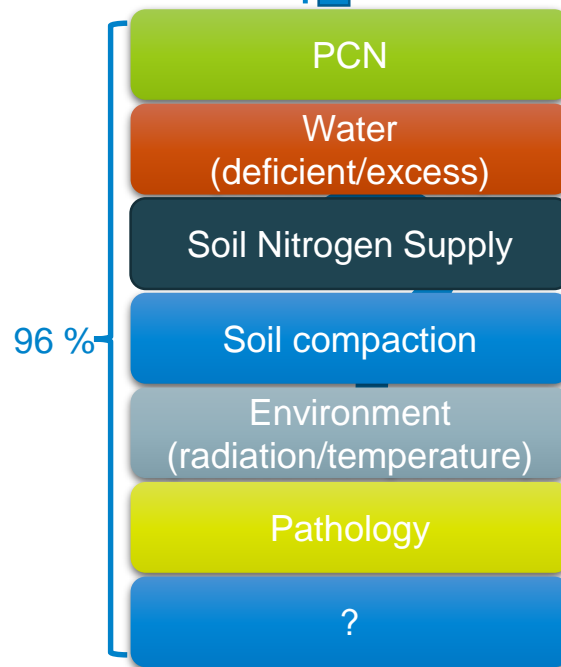 PCN
Water
(deficient/excess)
Soil Nitrogen Supply
96 %
Soil compaction
Environment
(radiation/temperature)
Pathology
?